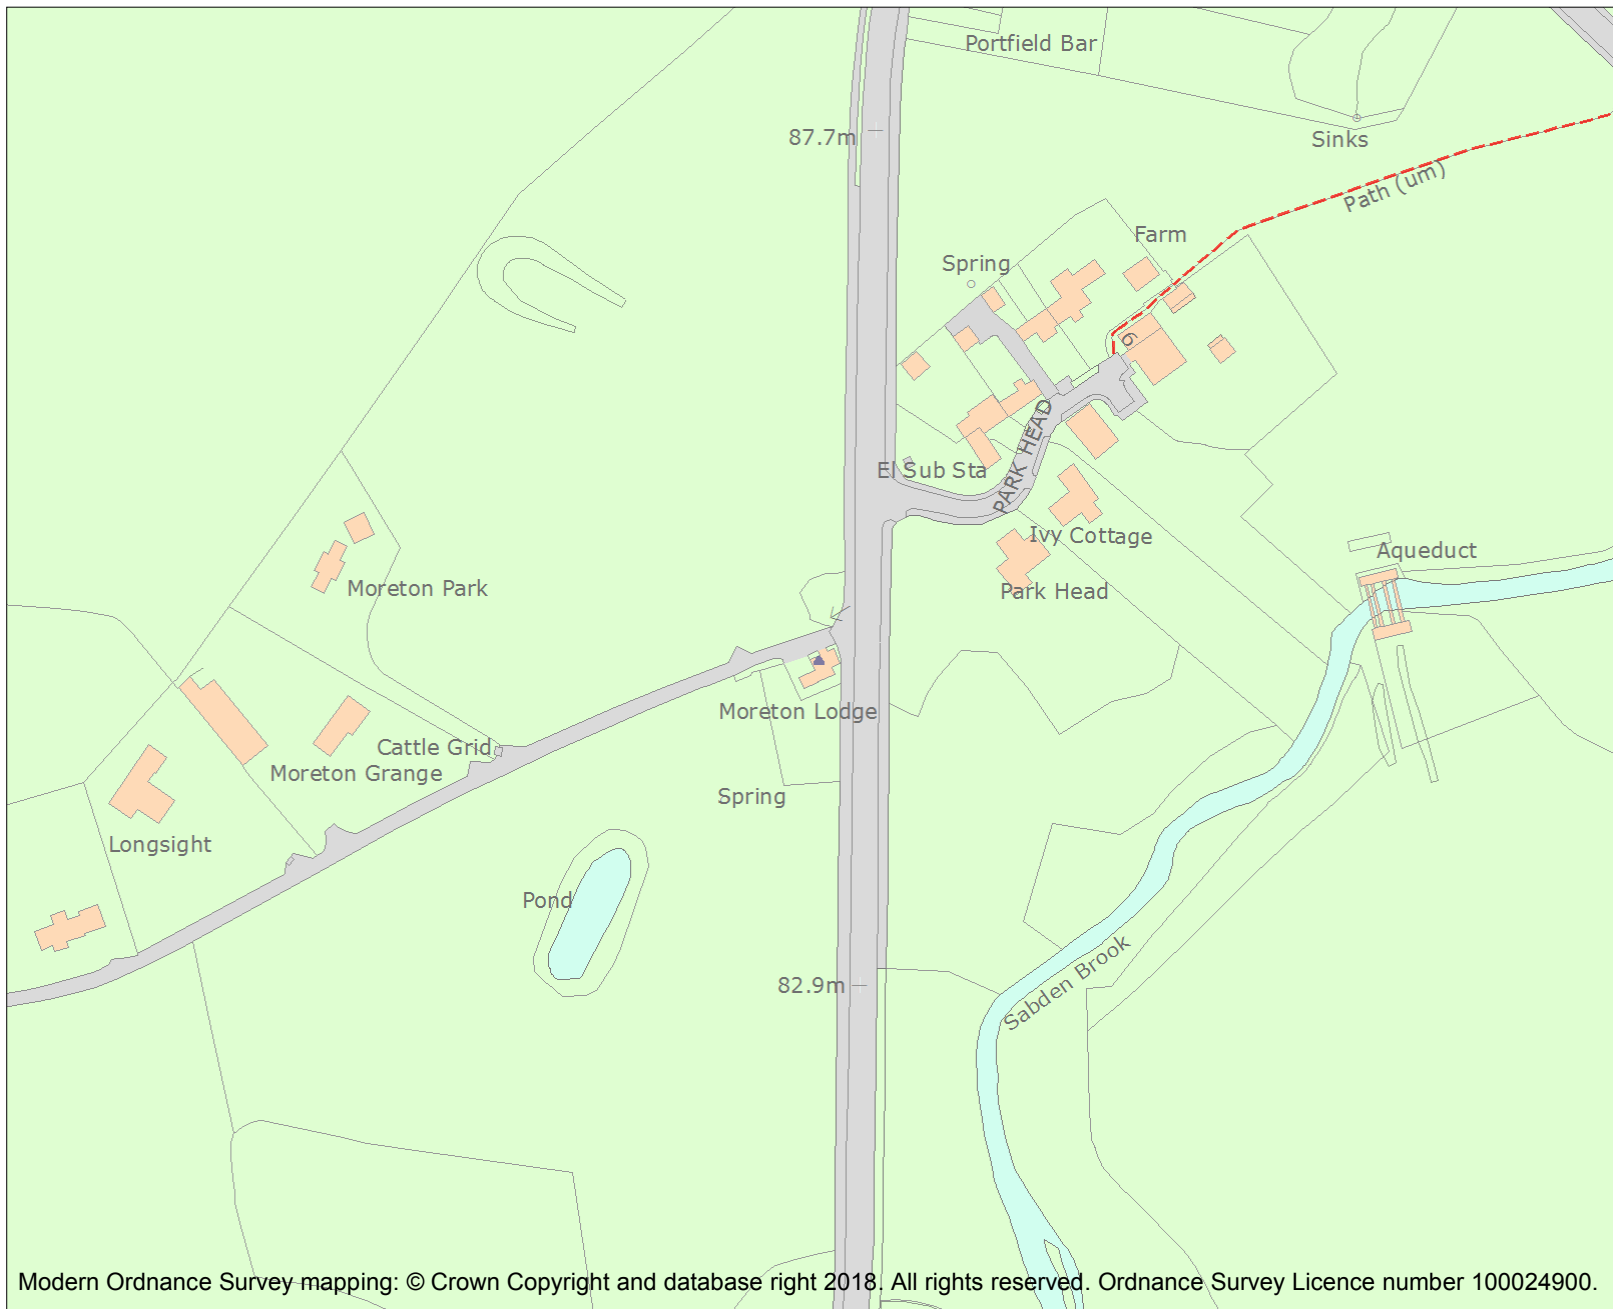 Portfield Bar
87.7m
Sinks
Path (um)
Farm
Spring
6
PARK HEAD
El Sub Sta
Ivy Cottage
Aqueduct
Moreton Park
Park Head
Moreton Lodge
Cattle Grid
Moreton Grange
Spring
Longsight
Pond
Sabden Brook
82.9m
Modern Ordnance Survey mapping: © Crown Copyright and database right 2018. All rights reserved. Ordnance Survey Licence number 100024900.